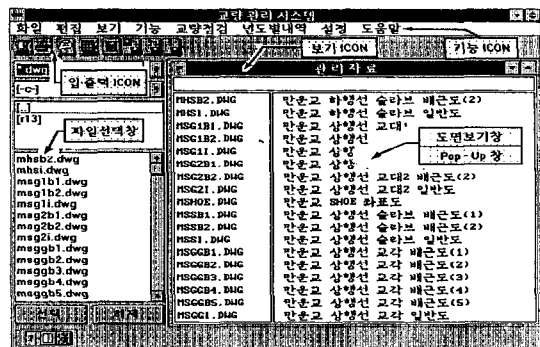 교량 관리 시스템
화일 편집 보기 기능 교량점검 년도별내역 설정 도움말
보기 ICON
기능 ICON
*.dwg
입·출력 ICON
[-c-]
관리자료
[..]
[r13]
파일선택창
mhsb2.dwg
mhsi.dwg
msg1b1.dwg
msg1b2.dwg
msg1i.dwg
msg2b1.dwg
msg2b2.dwg
msg2i.dwg
msggb1.dwg
msggb2.dwg
msggb3.dwg
msggb4.dwg
msggb5.dwg
선택
MHSB2.DWG 만운교 하행선 슬라브 배근도(2)
MHSI.DWG 만운교 하행선 슬라브 일반도
MSG1B1.DWG 만운교 상행선 교대
MSG1B2.DWG 만운교 상행선
MSG1I.DWG 만운교 상행
MSG2B1.DWG 만운교 상행
MSG2B2.DWG 만운교 상행선 교대2 배근도(2)
MSG2I.DWG 만운교 상행선 교대2 일반도
MSHOE.DWG 만운교 SHOE 좌표도
MSSB1.DWG 만운교 상행선 슬라브 배근도(1)
MSSB2.DWG 만운교 상행선 슬라브 배근도(2)
MSSI.DWG 만운교 상행선 슬라브 일반도
MSGGB1.DWG 만운교 상행선 교각 배근도(1)
MSGGB2.DWG 만운교 상행선 교각 배근도(2)
MSGGB3.DWG 만운교 상행선 교각 배근도(3)
MSGGB4.DWG 만운교 상행선 교각 배근도(4)
MSGGB5.DWG 만운교 상행선 교각 배근도(5)
MSGGI.DWG 만운교 상행선 교각 일반도
도면보기창
Pop-Up 창